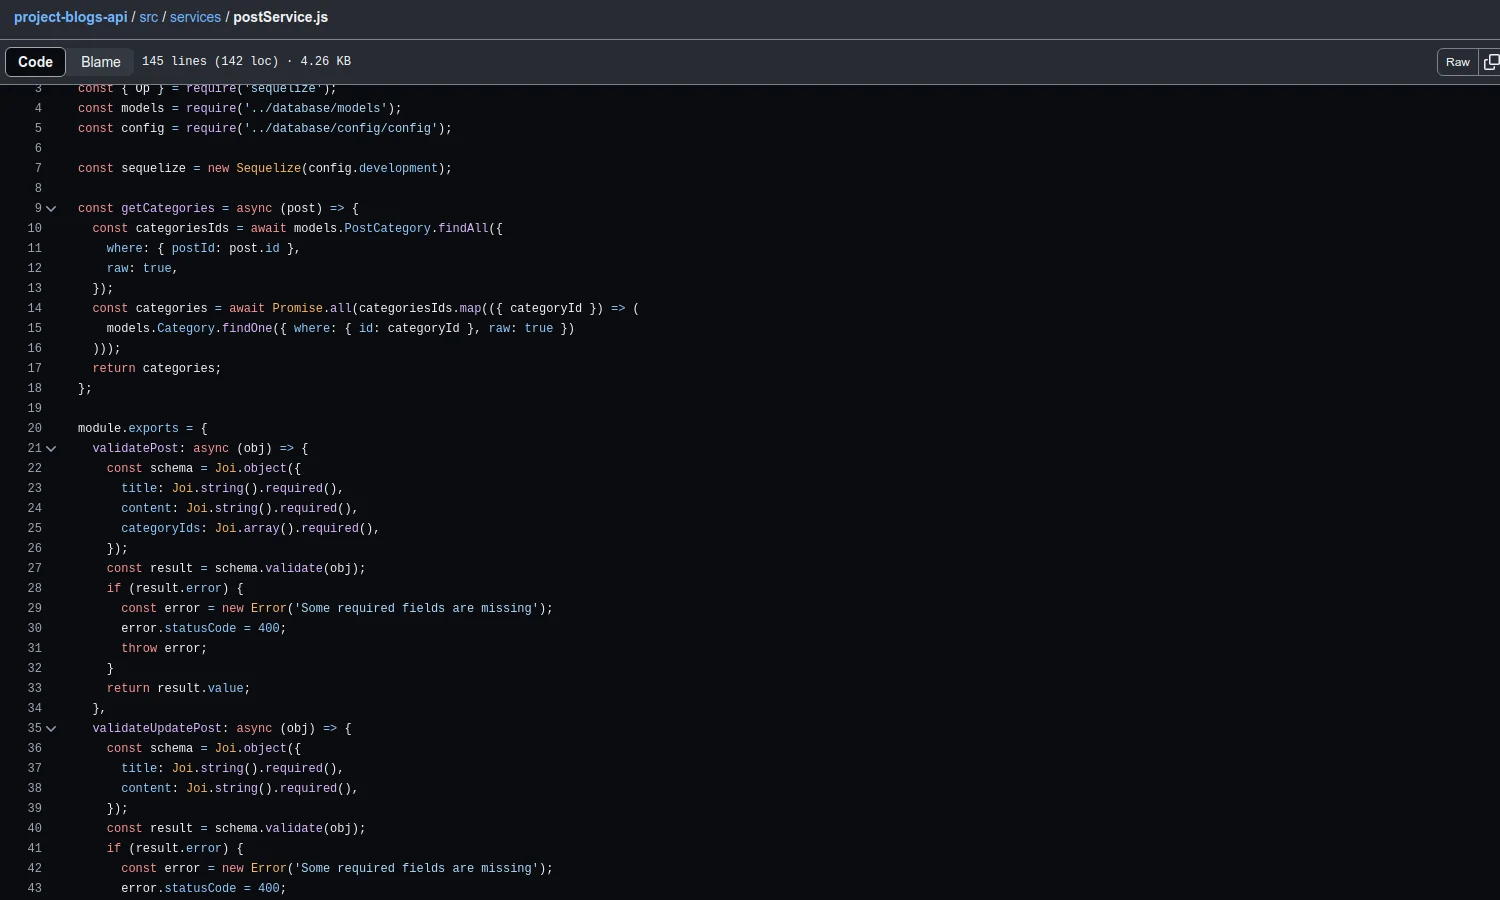 project-blogs-api / src / services / postService.js
Code Blame 145 lines (142 loc) · 4.26 KB Raw
3 const { Op } = require('sequelize');
4 const models = require('../database/models');
5 const config = require('../database/config/config');
6
7 const sequelize = new Sequelize(config.development);
8
9 const getCategories = async (post) => {
10   const categoriesIds = await models.PostCategory.findAll({
11     where: { postId: post.id },
12     raw: true,
13   });
14   const categories = await Promise.all(categoriesIds.map(({ categoryId }) => (
15     models.Category.findOne({ where: { id: categoryId }, raw: true })
16   )));
17   return categories;
18 };
19
20 module.exports = {
21   validatePost: async (obj) => {
22     const schema = Joi.object({
23       title: Joi.string().required(),
24       content: Joi.string().required(),
25       categoryIds: Joi.array().required(),
26     });
27     const result = schema.validate(obj);
28     if (result.error) {
29       const error = new Error('Some required fields are missing');
30       error.statusCode = 400;
31       throw error;
32     }
33     return result.value;
34   },
35   validateUpdatePost: async (obj) => {
36     const schema = Joi.object({
37       title: Joi.string().required(),
38       content: Joi.string().required(),
39     });
40     const result = schema.validate(obj);
41     if (result.error) {
42       const error = new Error('Some required fields are missing');
43       error.statusCode = 400;